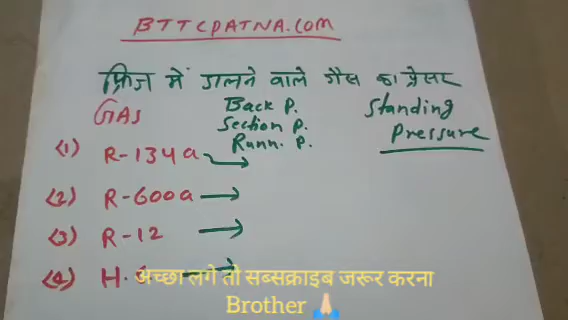 BTTCPATNA.COM
फ्रिज में डालने वाले गैस का प्रेसर
GAS Back P. Standing
Section P. Pressure
Runn. P.
(1) R-134a →
(2) R-600a →
(3) R-12 →
(4) H. →
अच्छा लगे तो सब्सक्राइब जरूर करना
Brother 🙏🏻